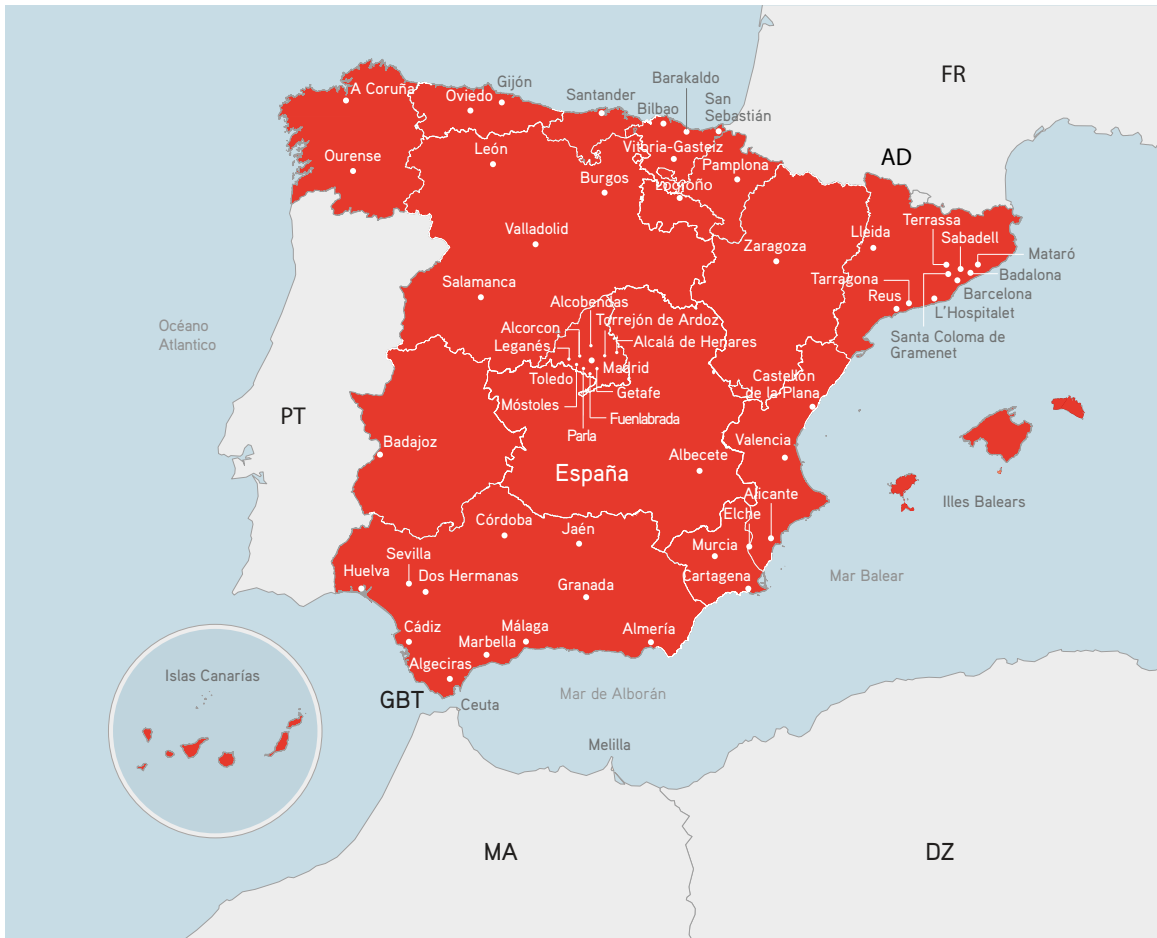 FR
Barakaldo
A Coruña
Gijón
Oviedo
Santander
San
Sebastián
Bilbao
Vitoria-Gasteiz
Ourense
León
AD
Pamplona
Burgos
Logroño
Terrassa
Valladolid
Lleida
Sabadell
Zaragoza
Mataró
Salamanca
Tarragona
Badalona
Reus
Barcelona
Alcobendas
L'Hospitalet
Océano
Atlantico
Alcorcon
Torrejón de Ardoz
Santa Coloma de
Gramenet
Leganés
Alcalá de Henares
Madrid
Toledo
Castellón
de la Plana
Getafe
Móstoles
PT
Fuenlabrada
Parla
Badajoz
Valencia
Albecete
España
Alicante
Illes Balears
Elche
Córdoba
Jaén
Murcia
Sevilla
Huelva
Dos Hermanas
Cartagena
Mar Balear
Granada
Cádiz
Málaga
Almería
Marbella
Algeciras
Islas Canarías
Mar de Alborán
GBT
Ceuta
Melilla
MA
DZ